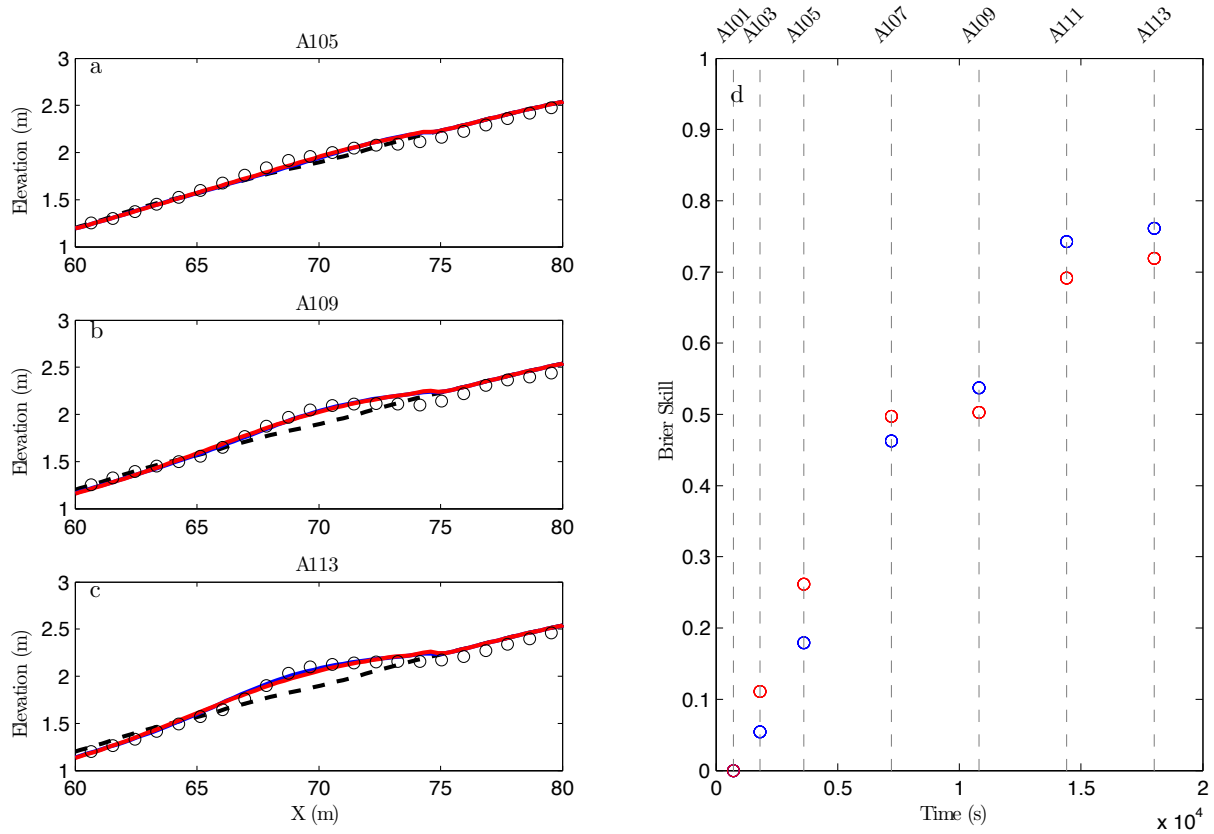 A105
a
3
2.5
2
1.5
1
Elevation (m)
60 65 70 75 80
A109
b
3
2.5
2
1.5
1
Elevation (m)
60 65 70 75 80
A113
c
3
2.5
2
1.5
1
Elevation (m)
60 65 70 75 80
X (m)
A101 A103 A105 A107 A109 A111 A113
d
1
0.9
0.8
0.7
0.6
0.5
0.4
0.3
0.2
0.1
0
Brier Skill
0 0.5 1 1.5 2
Time (s)
x 10^4